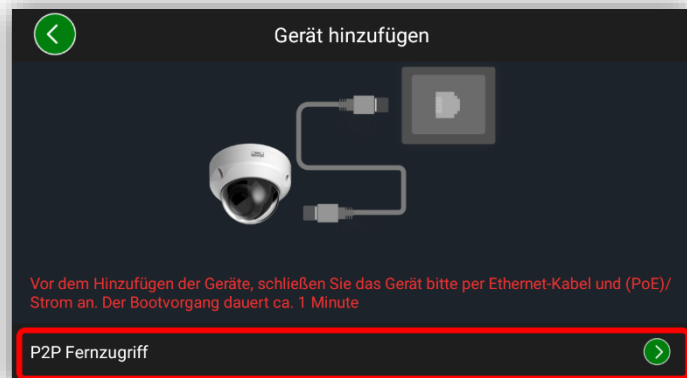 Gerät hinzufügen
Vor dem Hinzufügen der Geräte, schließen Sie das Gerät bitte per Ethernet-Kabel und (PoE)/
Strom an. Der Bootvorgang dauert ca. 1 Minute
P2P Fernzugriff